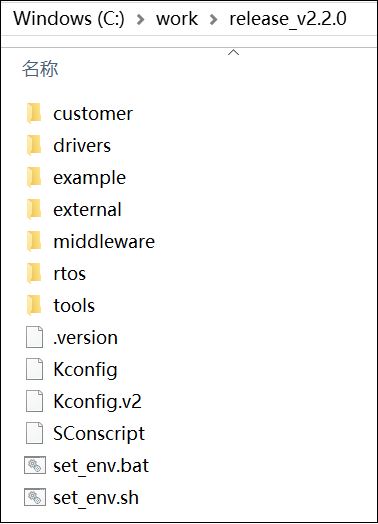 Windows (C:) > work > release_v2.2.0
名称
customer
drivers
example
external
middleware
rtos
tools
.version
Kconfig
Kconfig.v2
SConscript
set_env.bat
set_env.sh